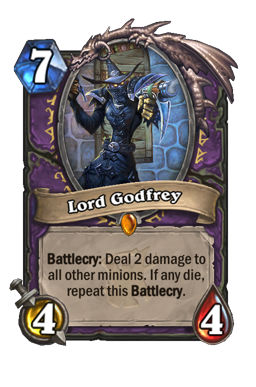 7
Lord Godfrey
Battlecry: Deal 2 damage to
all other minions. If any die,
repeat this Battlecry.
4
4